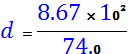 d = 8.67 × 10²
74.0